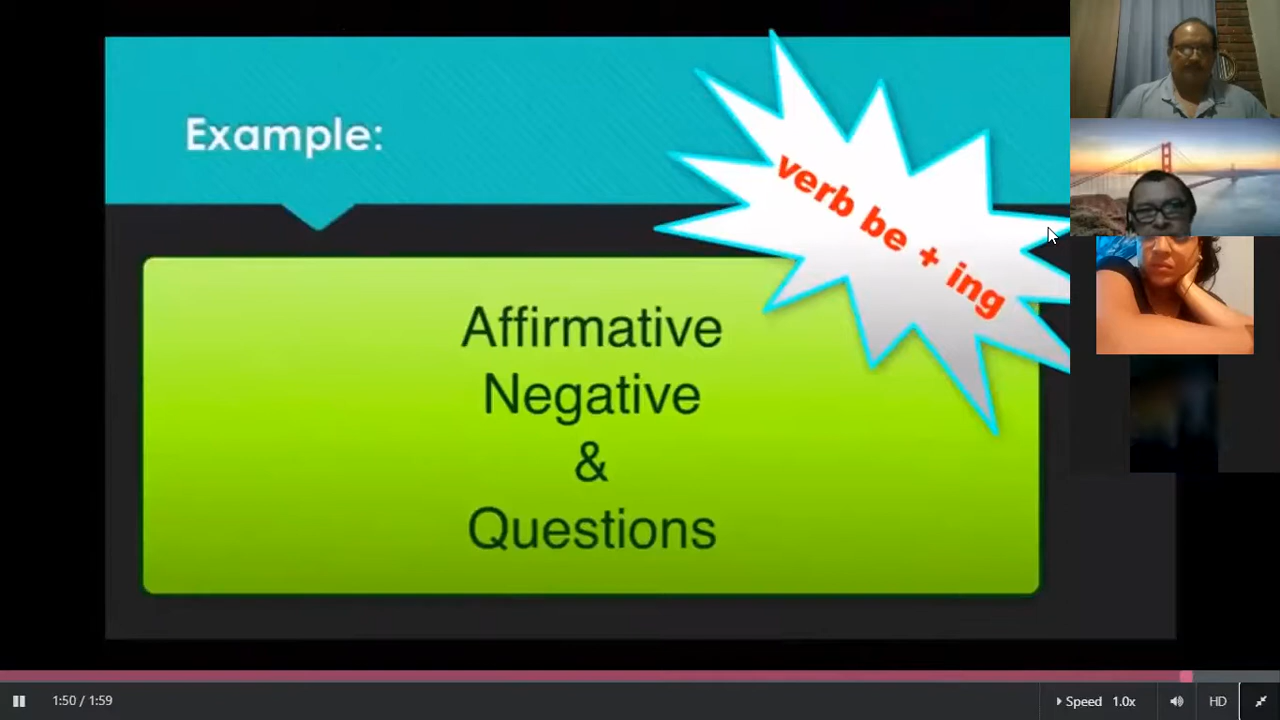 Example:
verb be + ing
Affirmative
Negative
&
Questions
1:50 / 1:59
Speed 1.0x
HD